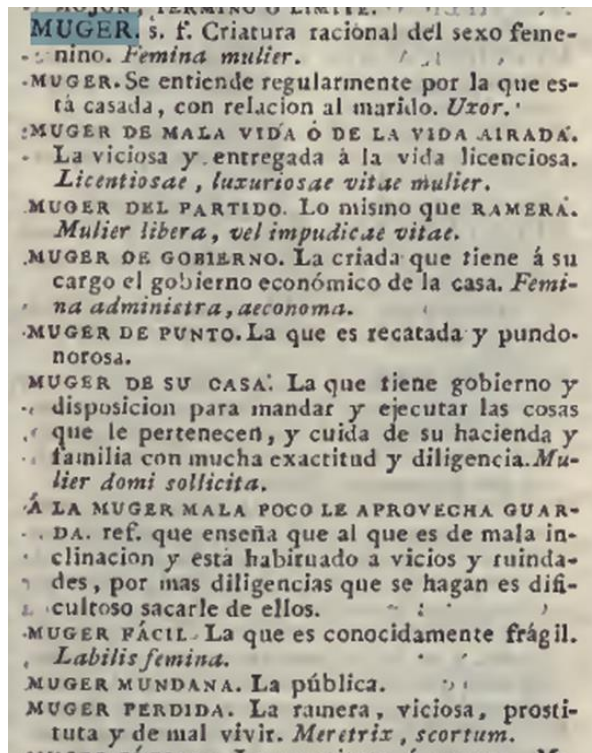 MOJON, TÉRMINO Ó LÍMITE.
MUGER. s. f. Criatura racional del sexo feme-
nino. Femina mulier.
MUGER. Se entiende regularmente por la que es-
tá casada, con relacion al marido. Uxor.
MUGER DE MALA VIDA Ó DE LA VIDA AIRADA.
La viciosa y entregada á la vida licenciosa.
Licentiosae, luxuriosae vitae mulier.
MUGER DEL PARTIDO. Lo mismo que RAMERA.
Mulier libera, vel impudicae vitae.
MUGER DE GOBIERNO. La criada que tiene á su
cargo el gobierno económico de la casa. Femi-
na administra, aeconoma.
MUGER DE PUNTO. La que es recatada y pundo-
norosa.
MUGER DE SU CASA. La que tiene gobierno y
disposicion para mandar y ejecutar las cosas
que le pertenecen, y cuida de su hacienda y
familia con mucha exactitud y diligencia. Mu-
lier domi sollicita.
Á LA MUGER MALA POCO LE APROVECHA GUAR-
DA. ref. que enseña que al que es de mala in-
clinacion y está habituado a vicios y ruinda-
des, por mas diligencias que se hagan es difi-
cultoso sacarle de ellos.
MUGER FÁCIL. La que es conocidamente frágil.
Labilis femina.
MUGER MUNDANA. La pública.
MUGER PERDIDA. La ramera, viciosa, prosti-
tuta y de mal vivir. Meretrix, scortum.